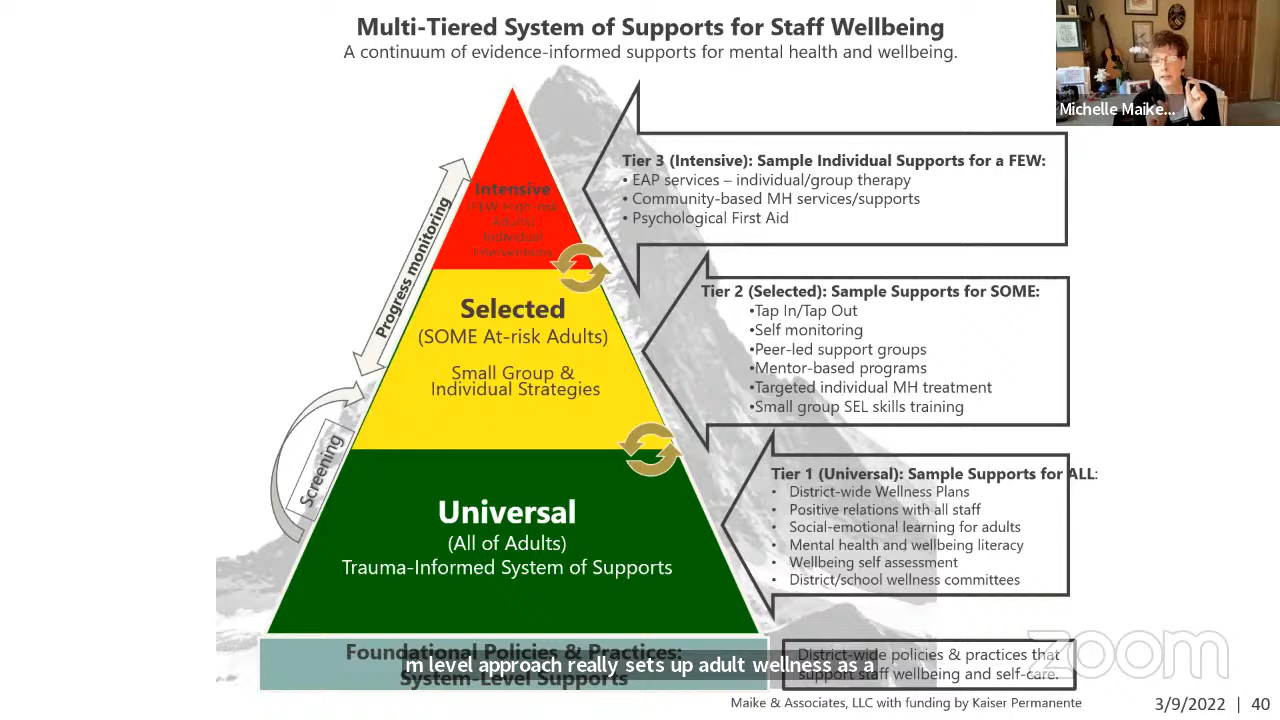 Multi-Tiered System of Supports for Staff Wellbeing
A continuum of evidence-informed supports for mental health and wellbeing.
Michelle Maike...
Tier 3 (Intensive): Sample Individual Supports for a FEW:
• EAP services – individual/group therapy
• Community-based MH services/supports
• Psychological First Aid
Intensive
(FEW High-risk
Adults)
Individual
Interventions
Progress monitoring
Tier 2 (Selected): Sample Supports for SOME:
•Tap In/Tap Out
•Self monitoring
•Peer-led support groups
•Mentor-based programs
•Targeted individual MH treatment
•Small group SEL skills training
Selected
(SOME At-risk Adults)
Small Group &
Individual Strategies
Screening
Tier 1 (Universal): Sample Supports for ALL:
• District-wide Wellness Plans
• Positive relations with all staff
• Social-emotional learning for adults
• Mental health and wellbeing literacy
• Wellbeing self assessment
• District/school wellness committees
Universal
(All of Adults)
Trauma-Informed System of Supports
Foundational Policies & Practices:
System-Level Supports
m level approach really sets up adult wellness as a
District-wide policies & practices that
support staff wellbeing and self-care.
zoom
Maike & Associates, LLC with funding by Kaiser Permanente
3/9/2022 | 40